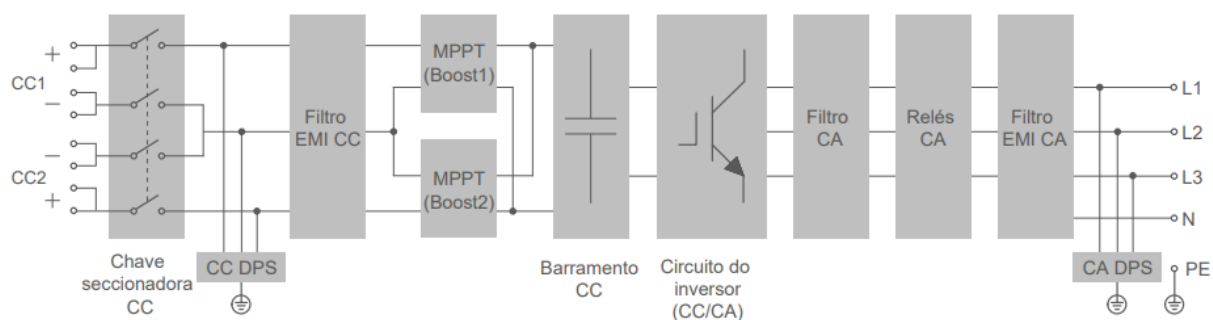 +
CC1
−
−
CC2
+
Chave
seccionadora
CC
CC DPS
Filtro
EMI CC
MPPT
(Boost1)
MPPT
(Boost2)
Barramento
CC
Circuito do
inversor
(CC/CA)
Filtro
CA
Relés
CA
Filtro
EMI CA
CA DPS
L1
L2
L3
N
PE